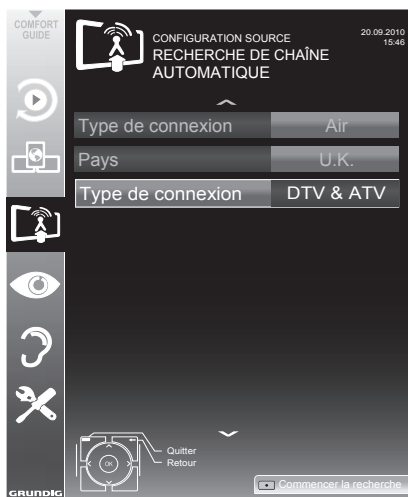 COMFORT
GUIDE
CONFIGURATION SOURCE
RECHERCHE DE CHAÎNE
AUTOMATIQUE
20.09.2010
15:46
Type de connexion Air
Pays U.K.
Type de connexion DTV & ATV
OK
Quitter
Retour
Commencer la recherche
GRUNDIG